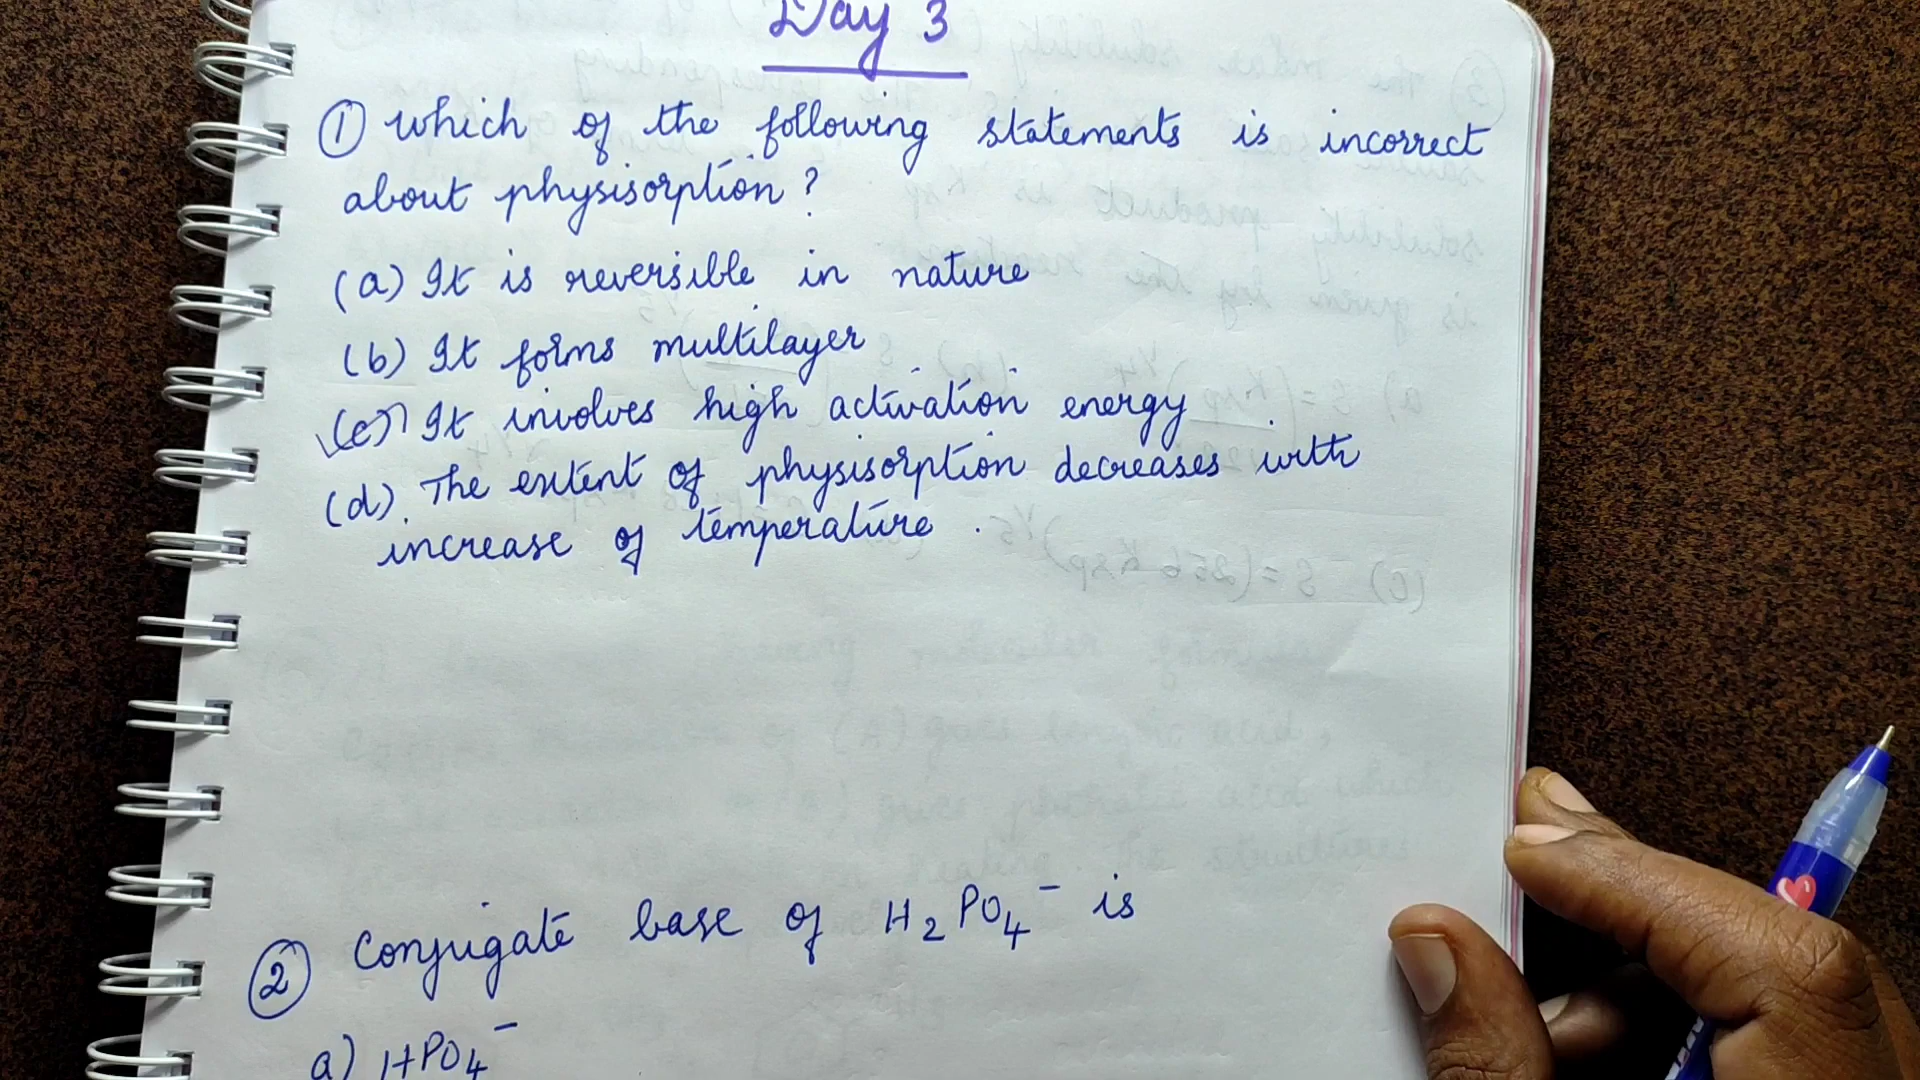 Day 3
① which of the following statements is incorrect
about physisorption?
(a) It is reversible in nature
(b) It forms multilayer
(c) It involves high activation energy
(d) The extent of physisorption decreases with
increase of temperature.
② Conjugate base of H₂PO₄⁻ is
a) HPO₄⁻